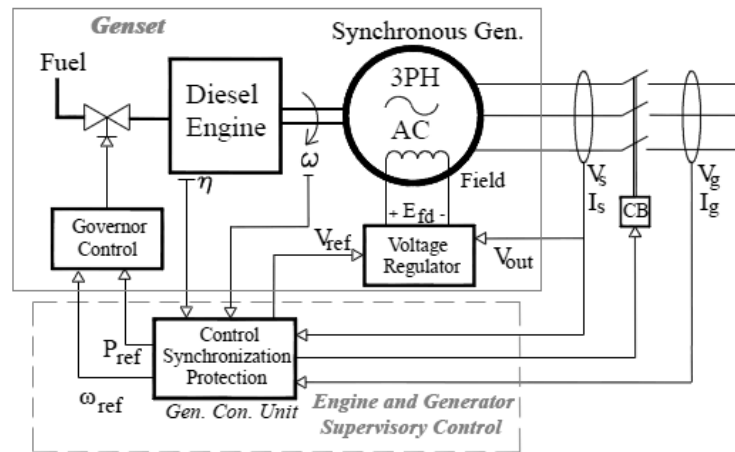 Genset
Synchronous Gen.
Fuel
Diesel
Engine
3PH
AC
η
ω
Field
V_s
I_s
V_g
I_g
CB
+ E_fd -
Governor
Control
V_ref
Voltage
Regulator
V_out
P_ref
ω_ref
Control
Synchronization
Protection
Gen. Con. Unit
Engine and Generator
Supervisory Control